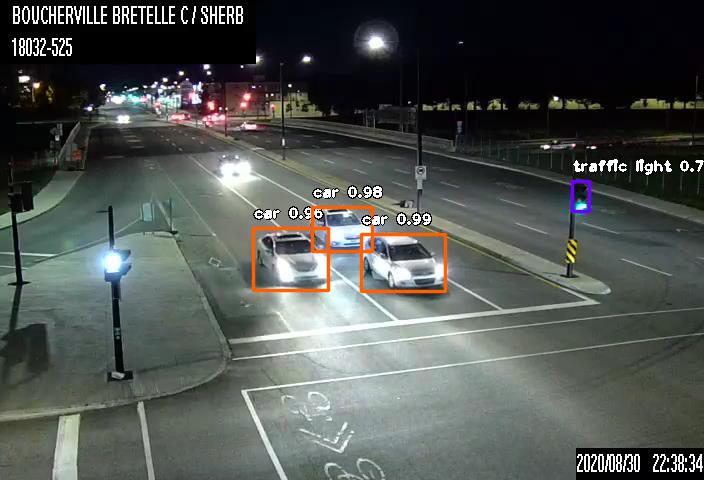 BOUCHERVILLE BRETELLE C / SHERB
18032-525
traffic light 0.7
car 0.98
car 0.96
car 0.99
2020/08/30 22:38:34